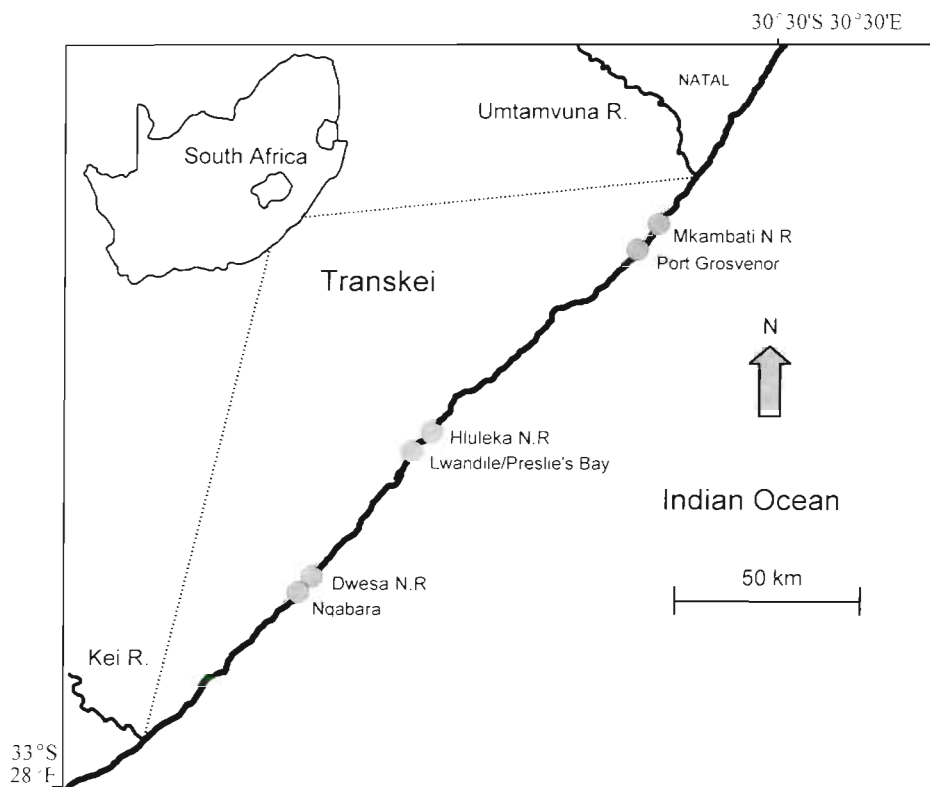 30°30'S 30°30'E
NATAL
Umtamvuna R.
South Africa
Mkambati N R
Port Grosvenor
Transkei
N
Hluleka N.R
Lwandile/Preslie's Bay
Indian Ocean
50 km
Dwesa N.R
Nqabara
Kei R.
33°S
28°E